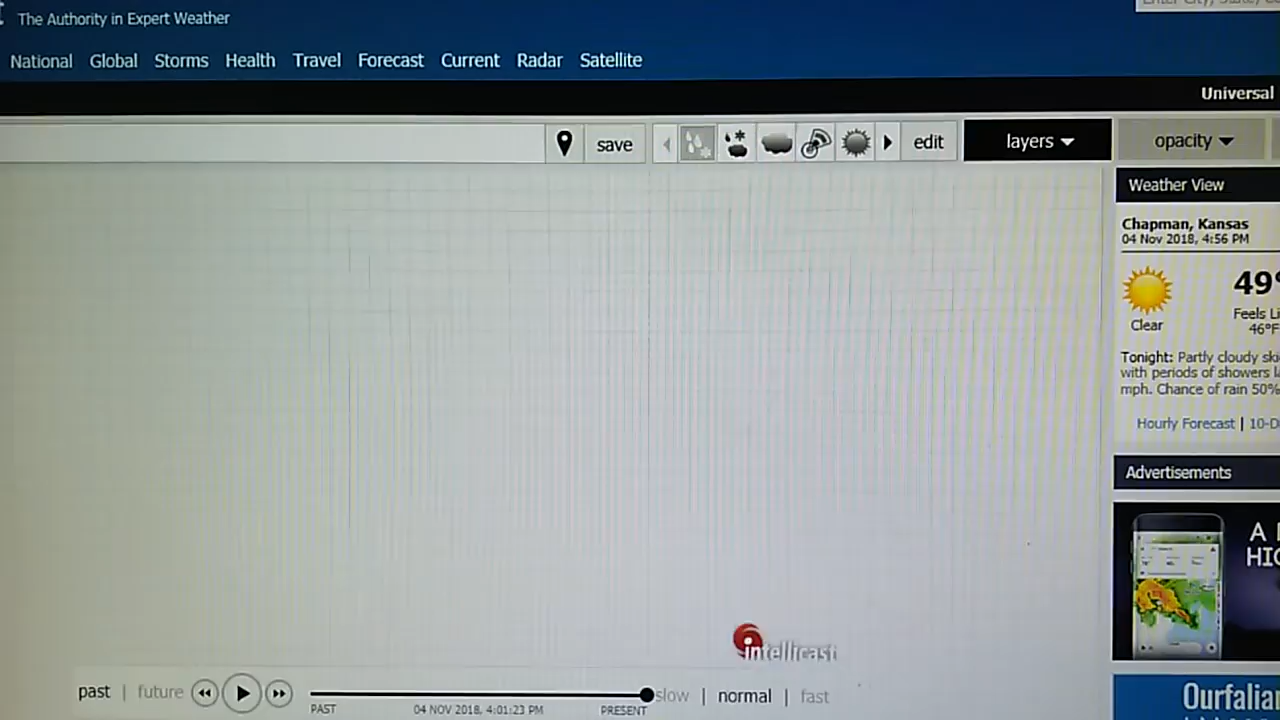 The Authority in Expert Weather
National Global Storms Health Travel Forecast Current Radar Satellite
Universal
save edit layers opacity
Weather View
Chapman, Kansas
04 Nov 2018, 4:56 PM
49°
Clear
Feels
46°F
Tonight: Partly cloudy
with periods of showers
mph. Chance of rain 50%
Hourly Forecast | 10-D
Advertisements
A
intellicast
past | future
slow | normal | fast
PAST 04 NOV 2018, 4:01:23 PM PRESENT
Ourfalian